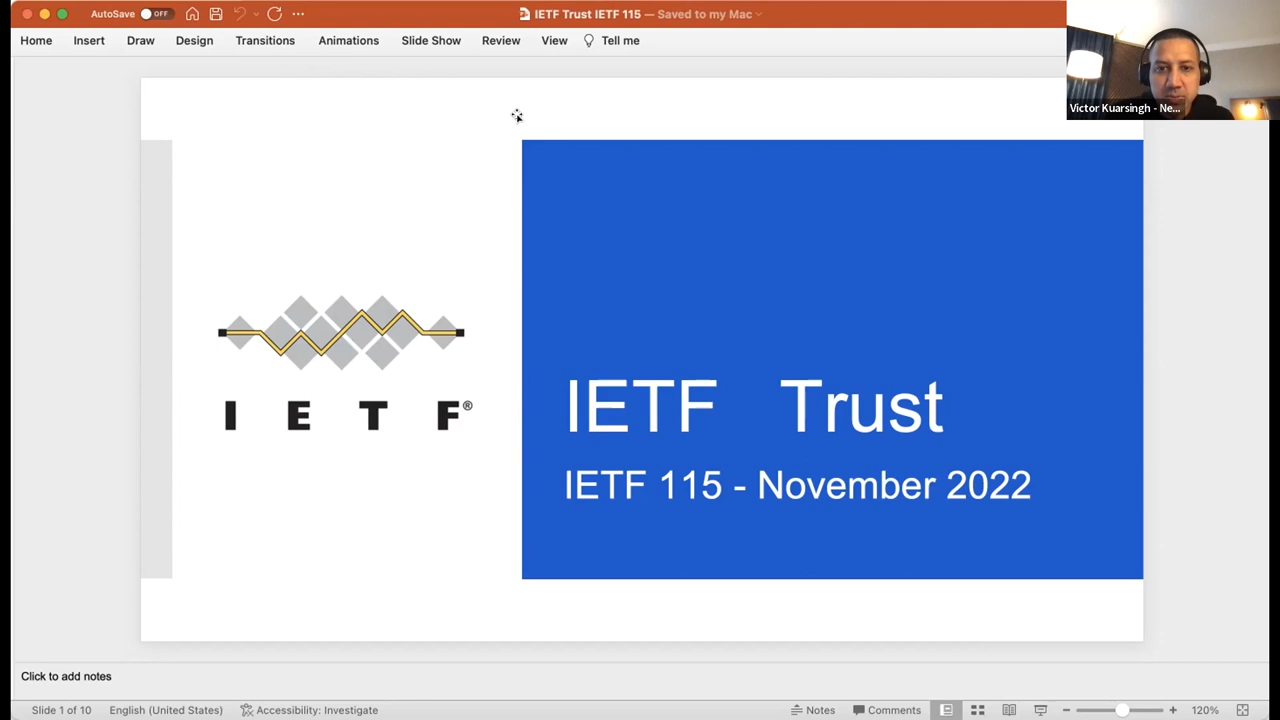 AutoSave OFF
IETF Trust IETF 115 — Saved to my Mac
Home Insert Draw Design Transitions Animations Slide Show Review View Tell me
Victor Kuarsingh - Ne...
I E T F®
IETF Trust
IETF 115 - November 2022
Click to add notes
Slide 1 of 10 English (United States) Accessibility: Investigate Notes Comments 120%